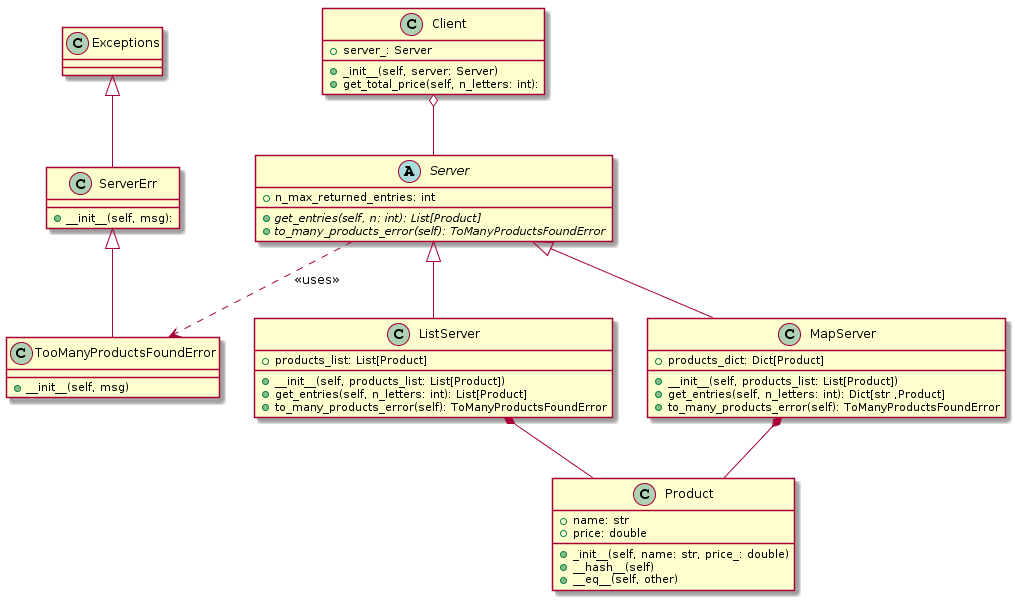 C Client
server_: Server
_init__(self, server: Server)
get_total_price(self, n_letters: int):
C Exceptions
A Server
n_max_returned_entries: int
get_entries(self, n: int): List[Product]
to_many_products_error(self): ToManyProductsFoundError
C ServerErr
__init__(self, msg):
«uses»
C TooManyProductsFoundError
__init__(self, msg)
C ListServer
products_list: List[Product]
__init__(self, products_list: List[Product])
get_entries(self, n_letters: int): List[Product]
to_many_products_error(self): ToManyProductsFoundError
C MapServer
products_dict: Dict[Product]
__init__(self, products_list: List[Product])
get_entries(self, n_letters: int): Dict[str ,Product]
to_many_products_error(self): ToManyProductsFoundError
C Product
name: str
price: double
_init__(self, name: str, price_: double)
__hash__(self)
__eq__(self, other)